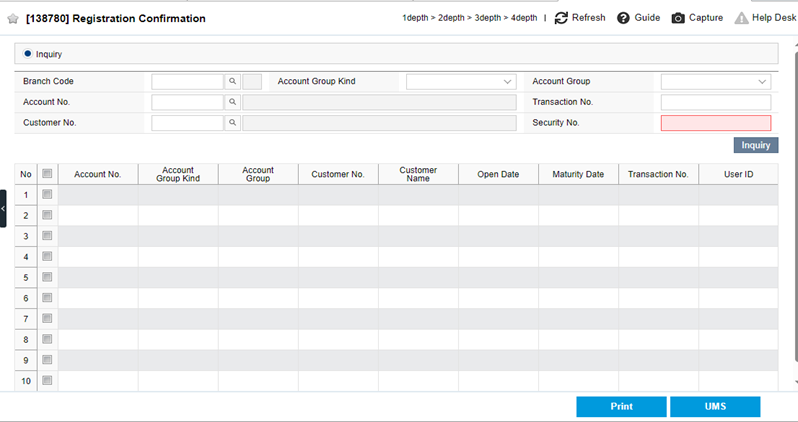 [138780] Registration Confirmation 1depth > 2depth > 3depth > 4depth | Refresh Guide Capture Help Desk
Inquiry
Branch Code Account Group Kind Account Group
Account No. Transaction No.
Customer No. Security No.
Inquiry
No Account No. Account Group Kind Account Group Customer No. Customer Name Open Date Maturity Date Transaction No. User ID
1
2
3
4
5
6
7
8
9
10
Print UMS